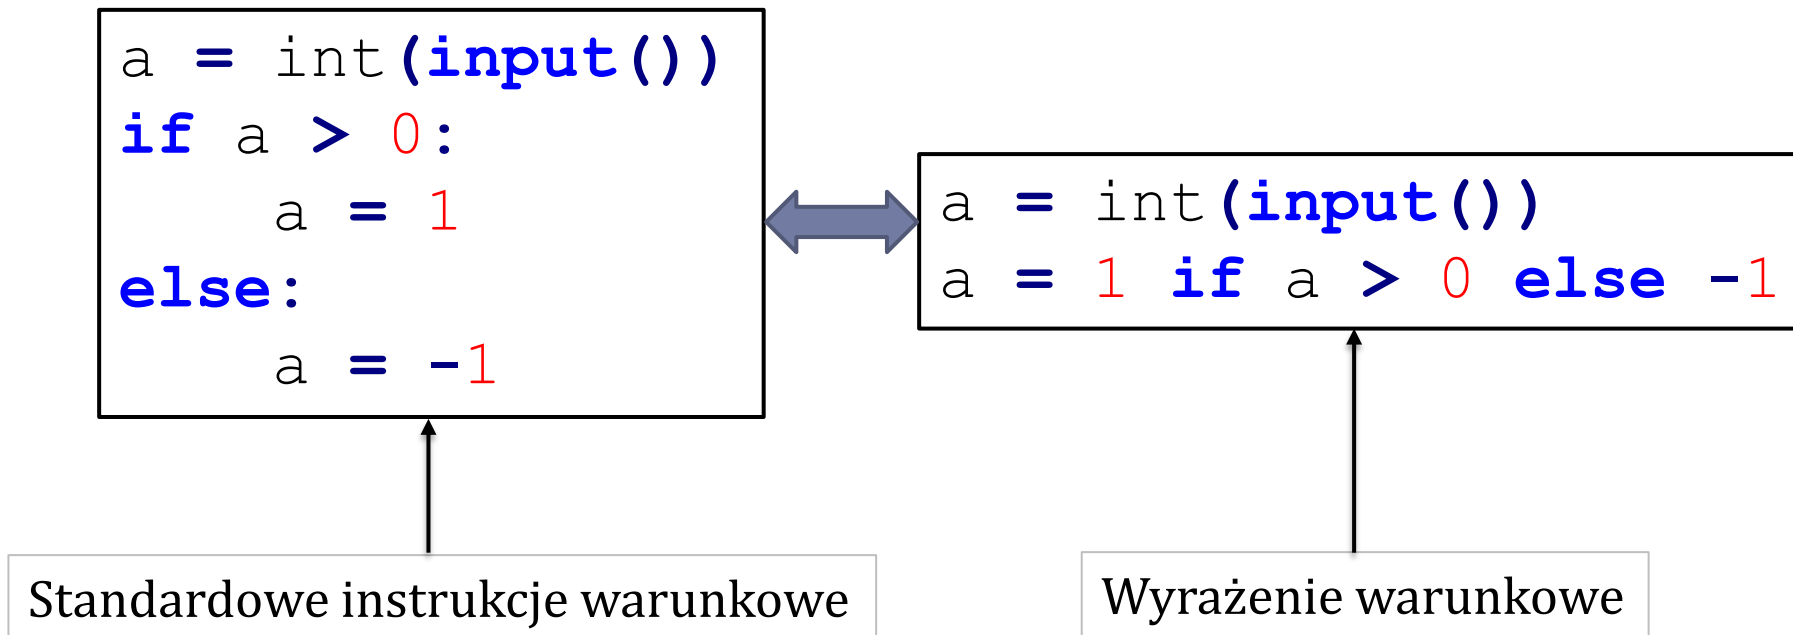 a = int(input())
if a > 0:
    a = 1
else:
    a = -1
a = int(input())
a = 1 if a > 0 else -1
Standardowe instrukcje warunkowe
Wyrażenie warunkowe